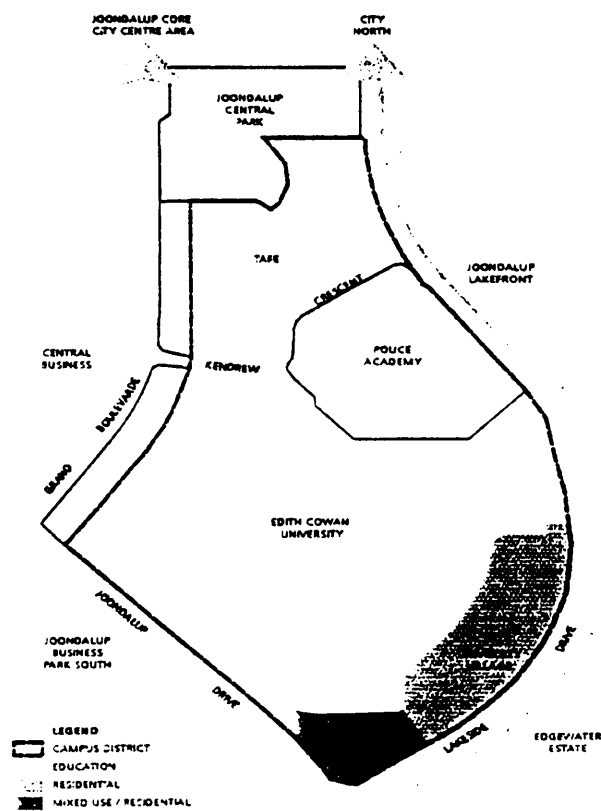 JOONDALUP CORE
CITY CENTRE AREA
CITY
NORTH
JOONDALUP
CENTRAL
PARK
TAFE
CRESCENT
JOONDALUP
LAKEFRONT
POLICE
ACADEMY
CENTRAL
BUSINESS
KENDREW
BOULEVARDE
GRAND
EDITH COWAN
UNIVERSITY
JOONDALUP
DRIVE
JOONDALUP
BUSINESS
PARK SOUTH
DRIVE
LAKESIDE
EDGEWATER
ESTATE
LEGEND
CAMPUS DISTRICT
EDUCATION
RESIDENTIAL
MIXED USE / RESIDENTIAL